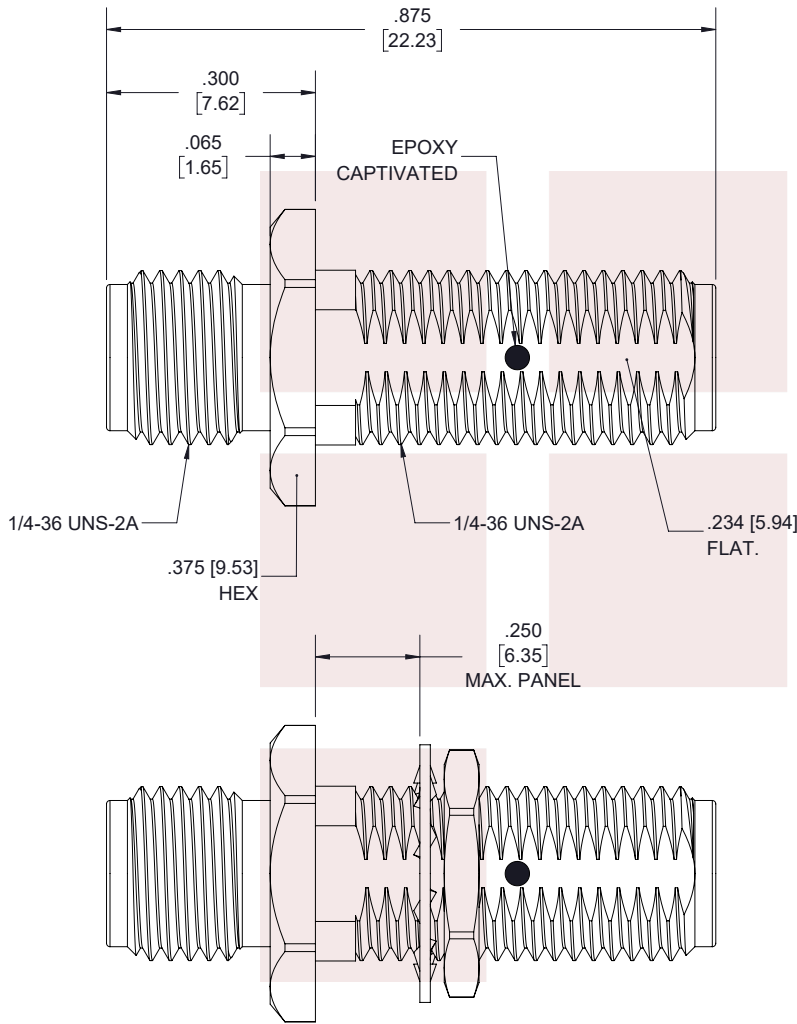 .875
[22.23]
.300
[7.62]
.065
[1.65]
EPOXY
CAPTIVATED
1/4-36 UNS-2A
1/4-36 UNS-2A
.234 [5.94]
FLAT.
.375 [9.53]
HEX
.250
[6.35]
MAX. PANEL